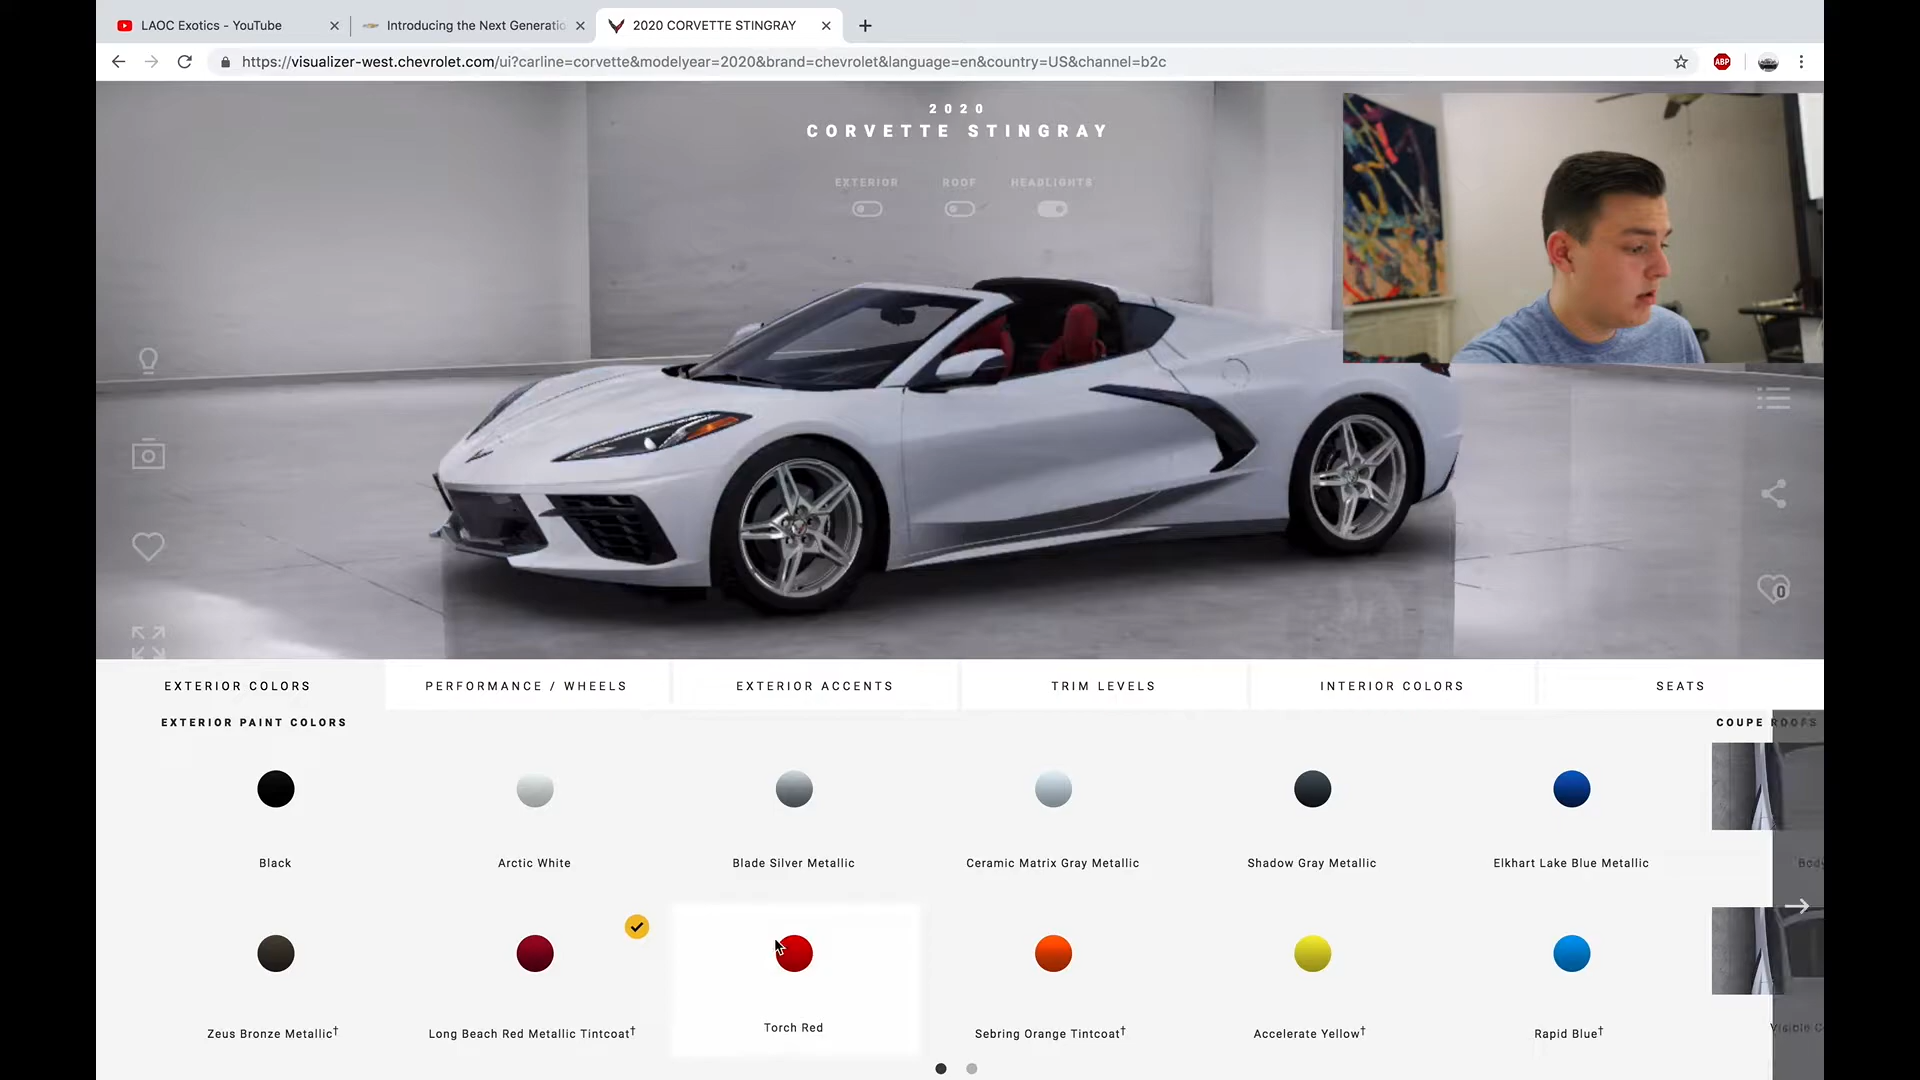 LAOC Exotics - YouTube
Introducing the Next Generatio
2020 CORVETTE STINGRAY
https://visualizer-west.chevrolet.com/ui?carline=corvette&modelyear=2020&brand=chevrolet&language=en&country=US&channel=b2c
ABP
2020
CORVETTE STINGRAY
EXTERIOR ROOF HEADLIGHTS
0
EXTERIOR COLORS PERFORMANCE / WHEELS EXTERIOR ACCENTS TRIM LEVELS INTERIOR COLORS SEATS
EXTERIOR PAINT COLORS COUPE ROOFS
Black Arctic White Blade Silver Metallic Ceramic Matrix Gray Metallic Shadow Gray Metallic Elkhart Lake Blue Metallic Body
Zeus Bronze Metallic† Long Beach Red Metallic Tintcoat† Torch Red Sebring Orange Tintcoat† Accelerate Yellow† Rapid Blue† Visible C